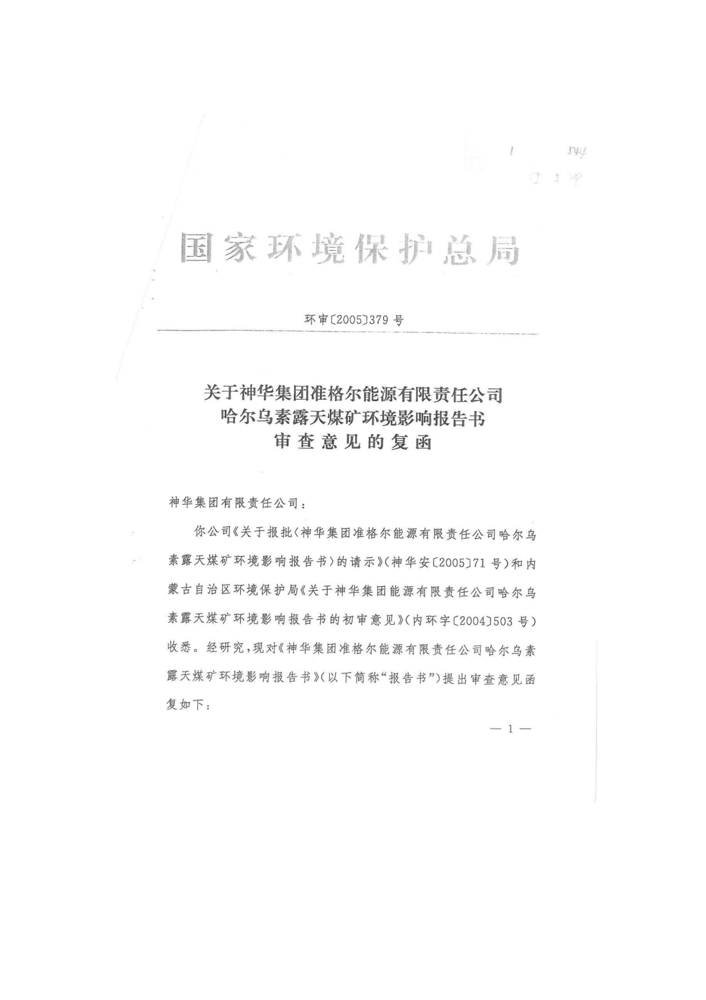 国家环境保护总局
环审〔2005〕379 号
关于神华集团准格尔能源有限责任公司
哈尔乌素露天煤矿环境影响报告书
审查意见的复函
神华集团有限责任公司：
你公司《关于报批〈神华集团准格尔能源有限责任公司哈尔乌
素露天煤矿环境影响报告书〉的请示》（神华安〔2005〕71 号）和内
蒙古自治区环境保护局《关于神华集团能源有限责任公司哈尔乌
素露天煤矿环境影响报告书的初审意见》（内环字〔2004〕503 号）
收悉。经研究，现对《神华集团准格尔能源有限责任公司哈尔乌素
露天煤矿环境影响报告书》（以下简称“报告书”）提出审查意见函
复如下：
— 1 —